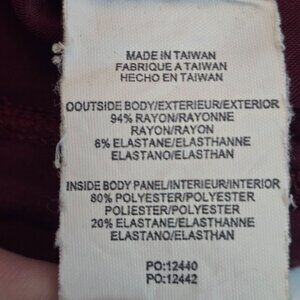 MADE IN TAIWAN
FABRIQUE A TAIWAN
HECHO EN TAIWAN
OOUTSIDE BODY/EXTERIEUR/EXTERIOR
94% RAYON/RAYONNE
RAYON/RAYON
6% ELASTANE/ELASTHANNE
ELASTANO/ELASTHAN
INSIDE BODY PANEL/INTERIEUR/INTERIOR
80% POLYESTER/POLYESTER
POLIESTER/POLYESTER
20% ELASTANE/ELASTHANNE
ELASTANO/ELASTHAN
PO:12440
PO:12442